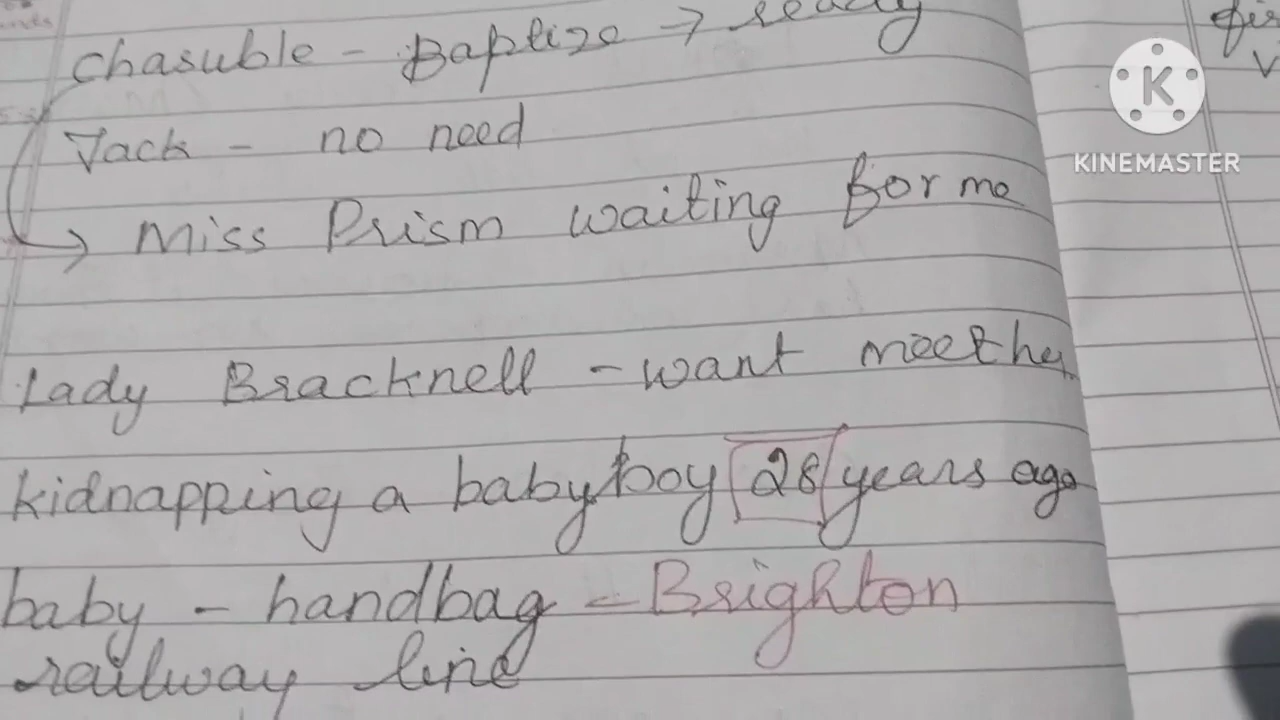 Chasuble - Baptize → ready
Jack - no need
→ Miss Prism waiting for me
Lady Bracknell - want meet her
kidnapping a baby boy 28 years ago
baby - handbag - Brighton
railway line
K
KINEMASTER